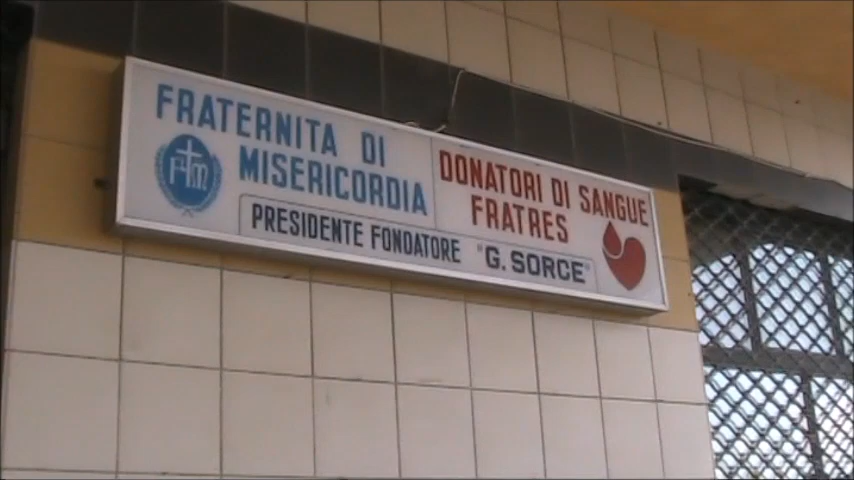 FRATERNITA DI
MISERICORDIA
DONATORI DI SANGUE
FRATRES
PRESIDENTE FONDATORE "G. SORCE"